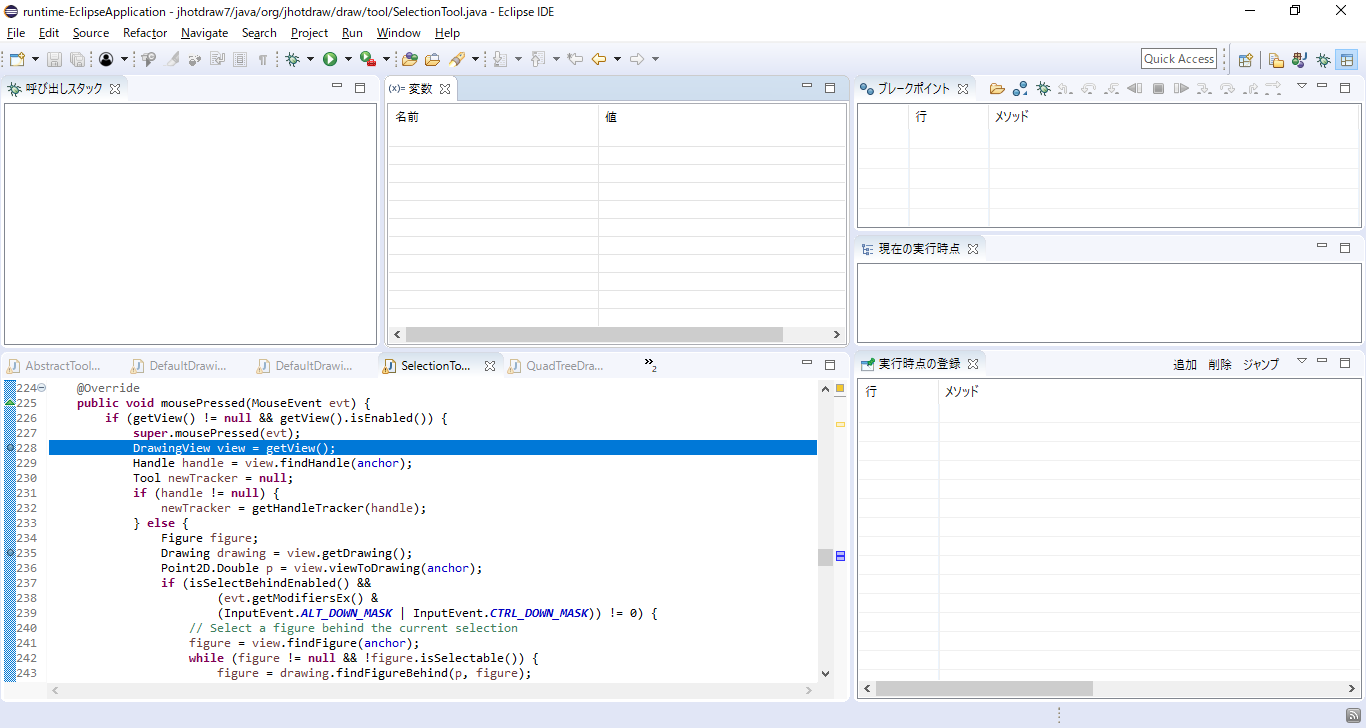 runtime-EclipseApplication - jhotdraw7/java/org/jhotdraw/draw/tool/SelectionTool.java - Eclipse IDE
File Edit Source Refactor Navigate Search Project Run Window Help
Quick Access
呼び出しスタック
(x)= 変数
名前 値
ブレークポイント
行 メソッド
現在の実行時点
AbstractTool... DefaultDrawi... DefaultDrawi... SelectionTo... QuadTreeDra... »2
224 @Override
225 public void mousePressed(MouseEvent evt) {
226 if (getView() != null && getView().isEnabled()) {
227 super.mousePressed(evt);
228 DrawingView view = getView();
229 Handle handle = view.findHandle(anchor);
230 Tool newTracker = null;
231 if (handle != null) {
232 newTracker = getHandleTracker(handle);
233 } else {
234 Figure figure;
235 Drawing drawing = view.getDrawing();
236 Point2D.Double p = view.viewToDrawing(anchor);
237 if (isSelectBehindEnabled() &&
238 (evt.getModifiersEx() &
239 (InputEvent.ALT_DOWN_MASK | InputEvent.CTRL_DOWN_MASK)) != 0) {
240 // Select a figure behind the current selection
241 figure = view.findFigure(anchor);
242 while (figure != null && !figure.isSelectable()) {
243 figure = drawing.findFigureBehind(p, figure);
実行時点の登録 追加 削除 ジャンプ
行 メソッド